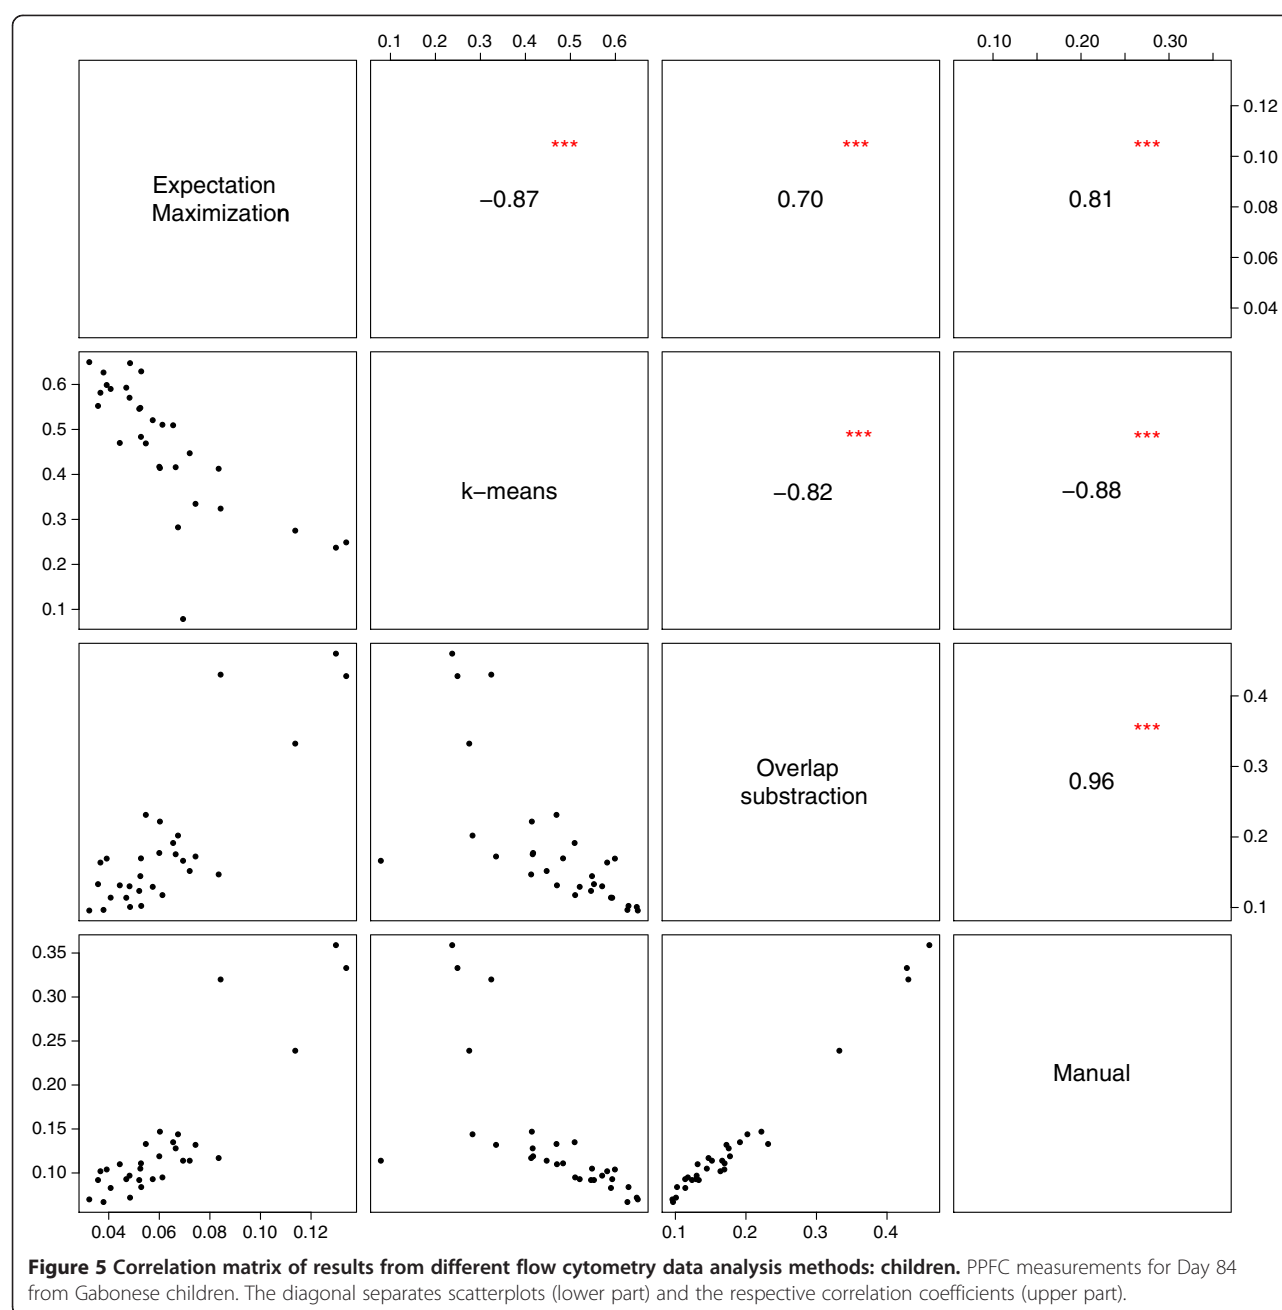 0.1 0.2 0.3 0.4 0.5 0.6
0.10 0.20 0.30
Expectation
Maximization
***
−0.87
***
0.70
***
0.81
0.12
0.10
0.08
0.06
0.04
0.6
0.5
0.4
0.3
0.2
0.1
k−means
***
−0.82
***
−0.88
Overlap
substraction
***
0.96
0.4
0.3
0.2
0.1
0.35
0.30
0.25
0.20
0.15
0.10
Manual
0.04 0.06 0.08 0.10 0.12
0.1 0.2 0.3 0.4
Figure 5 Correlation matrix of results from different flow cytometry data analysis methods: children. PPFC measurements for Day 84
from Gabonese children. The diagonal separates scatterplots (lower part) and the respective correlation coefficients (upper part).